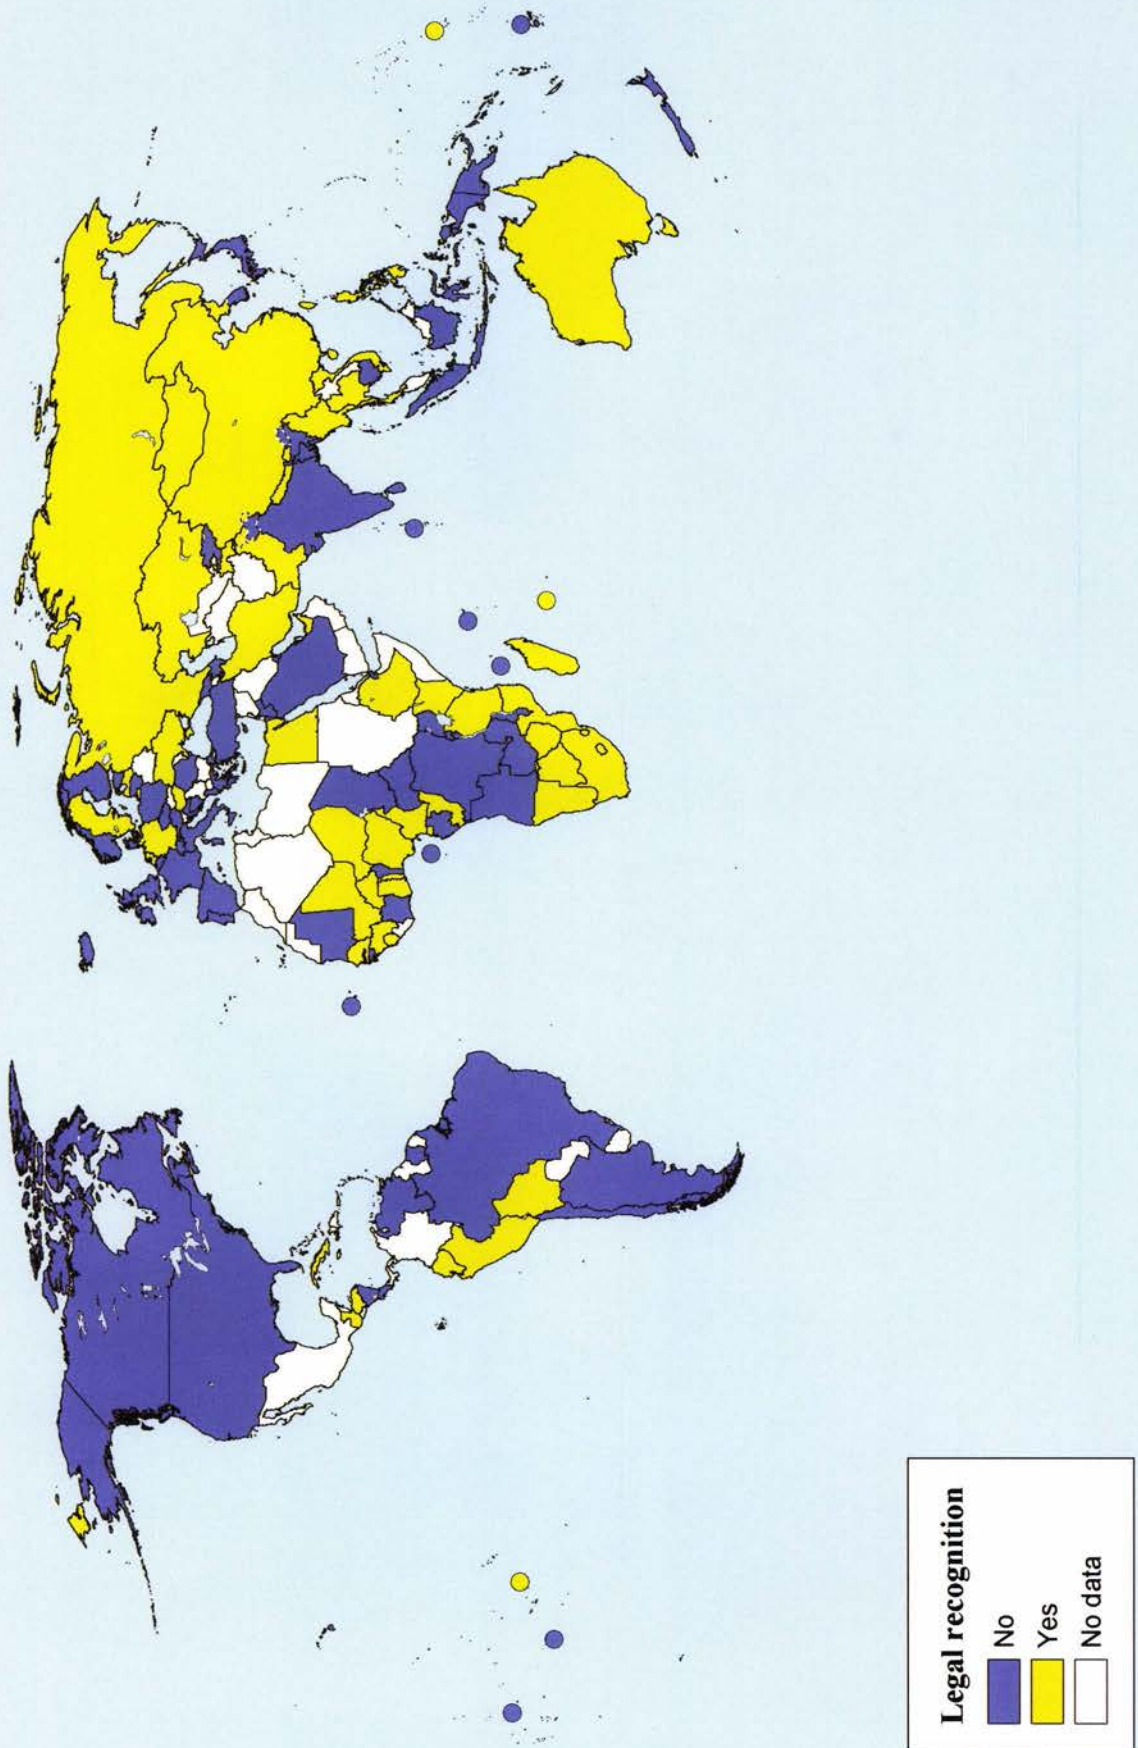 Legal recognition
No
Yes
No data